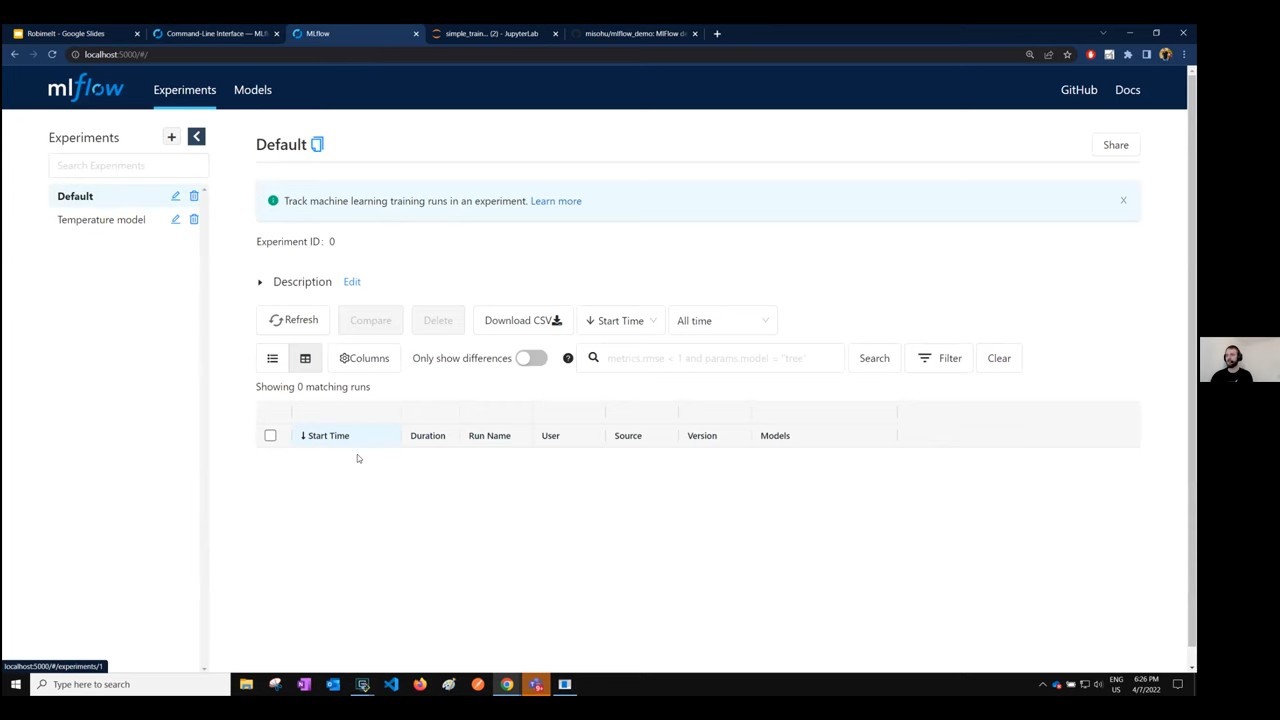 Robimelt - Google Slides
Command-Line Interface — MLfl
MLflow
simple_train... (2) - JupyterLab
misohu/mlflow_demo: MlFlow de
localhost:5000/#/
mlflow
Experiments
Models
GitHub
Docs
Experiments
Default
Share
Search Experiments
Default
Track machine learning training runs in an experiment. Learn more
Temperature model
Experiment ID: 0
Description Edit
Refresh
Compare
Delete
Download CSV
Start Time
All time
Columns
Only show differences
metrics.rmse < 1 and params.model = "tree"
Search
Filter
Clear
Showing 0 matching runs
Start Time
Duration
Run Name
User
Source
Version
Models
localhost:5000/#/experiments/1
Type here to search
ENG
US
6:26 PM
4/7/2022